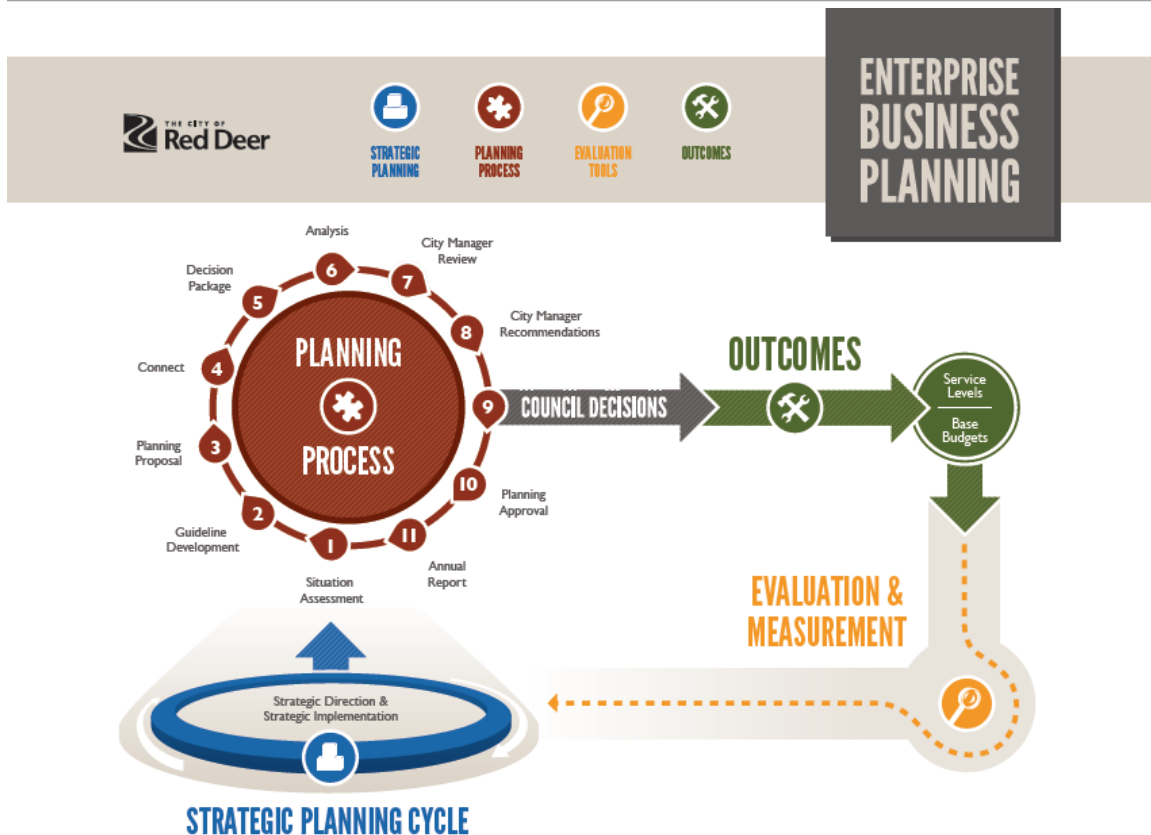 ENTERPRISE
BUSINESS
PLANNING
THE CITY OF
Red Deer
STRATEGIC
PLANNING
PLANNING
PROCESS
EVALUATION
TOOLS
OUTCOMES
Analysis
6
City Manager
Review
7
Decision
Package
5
City Manager
Recommendations
8
Connect
4
PLANNING
PROCESS
9
COUNCIL DECISIONS
OUTCOMES
Service
Levels
Base
Budgets
Planning
Proposal
3
10
Planning
Approval
Guideline
Development
2
11
Annual
Report
1
Situation
Assessment
EVALUATION &
MEASUREMENT
Strategic Direction &
Strategic Implementation
STRATEGIC PLANNING CYCLE